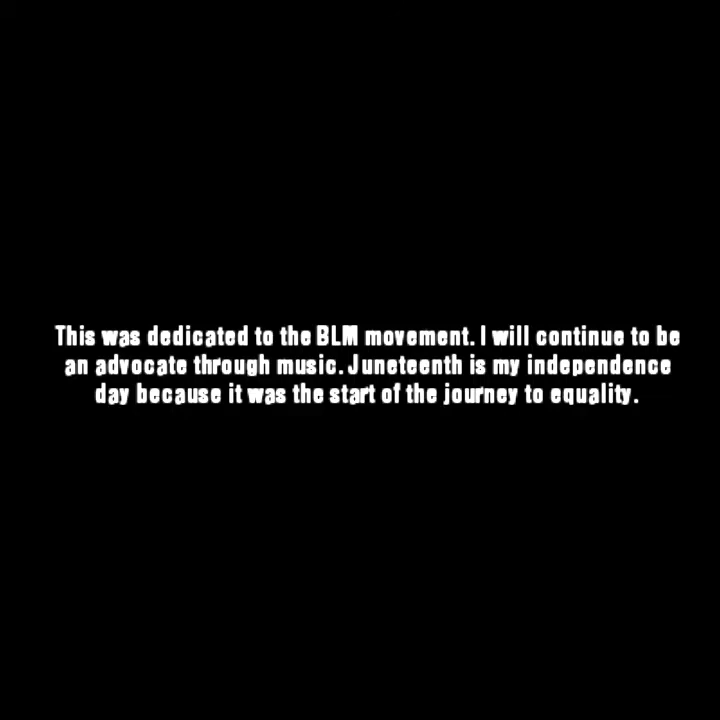 This was dedicated to the BLM movement. I will continue to be
an advocate through music. Juneteenth is my independence
day because it was the start of the journey to equality.